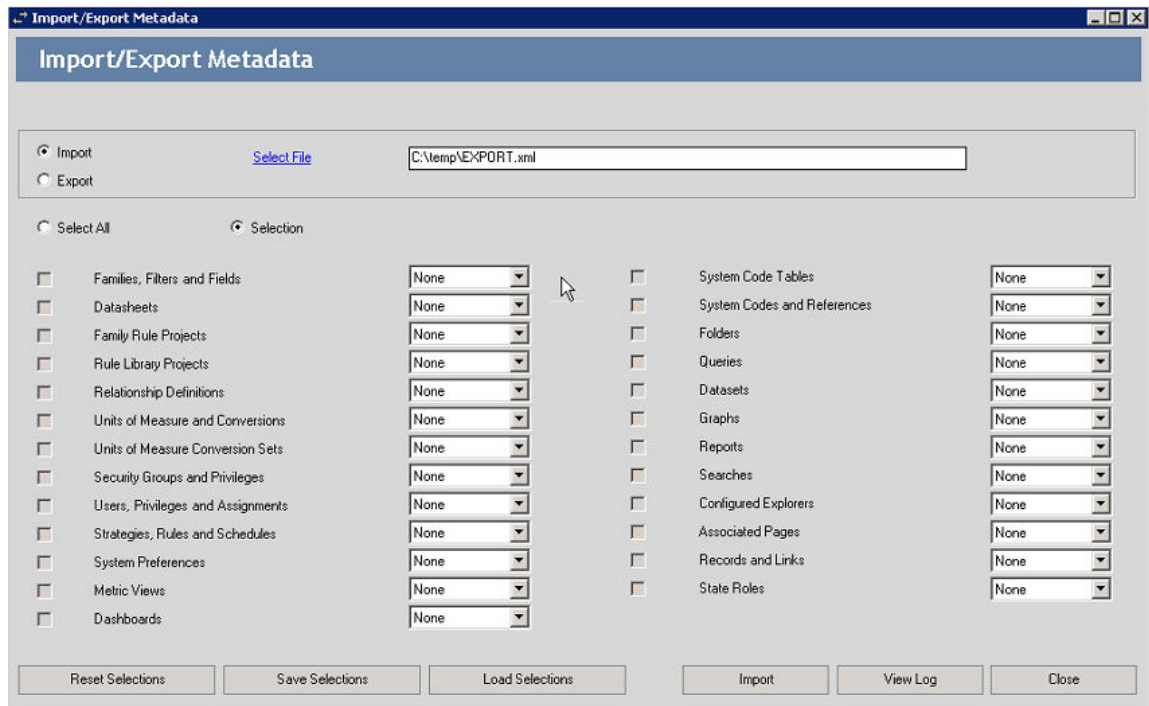 Import/Export Metadata
Import/Export Metadata
Import
Select File
C:\temp\EXPORT.xml
Export
Select All
Selection
Families, Filters and Fields
None
System Code Tables
None
Datasheets
None
System Codes and References
None
Family Rule Projects
None
Folders
None
Rule Library Projects
None
Queries
None
Relationship Definitions
None
Datasets
None
Units of Measure and Conversions
None
Graphs
None
Units of Measure Conversion Sets
None
Reports
None
Security Groups and Privileges
None
Searches
None
Users, Privileges and Assignments
None
Configured Explorers
None
Strategies, Rules and Schedules
None
Associated Pages
None
System Preferences
None
Records and Links
None
Metric Views
None
State Roles
None
Dashboards
None
Reset Selections
Save Selections
Load Selections
Import
View Log
Close